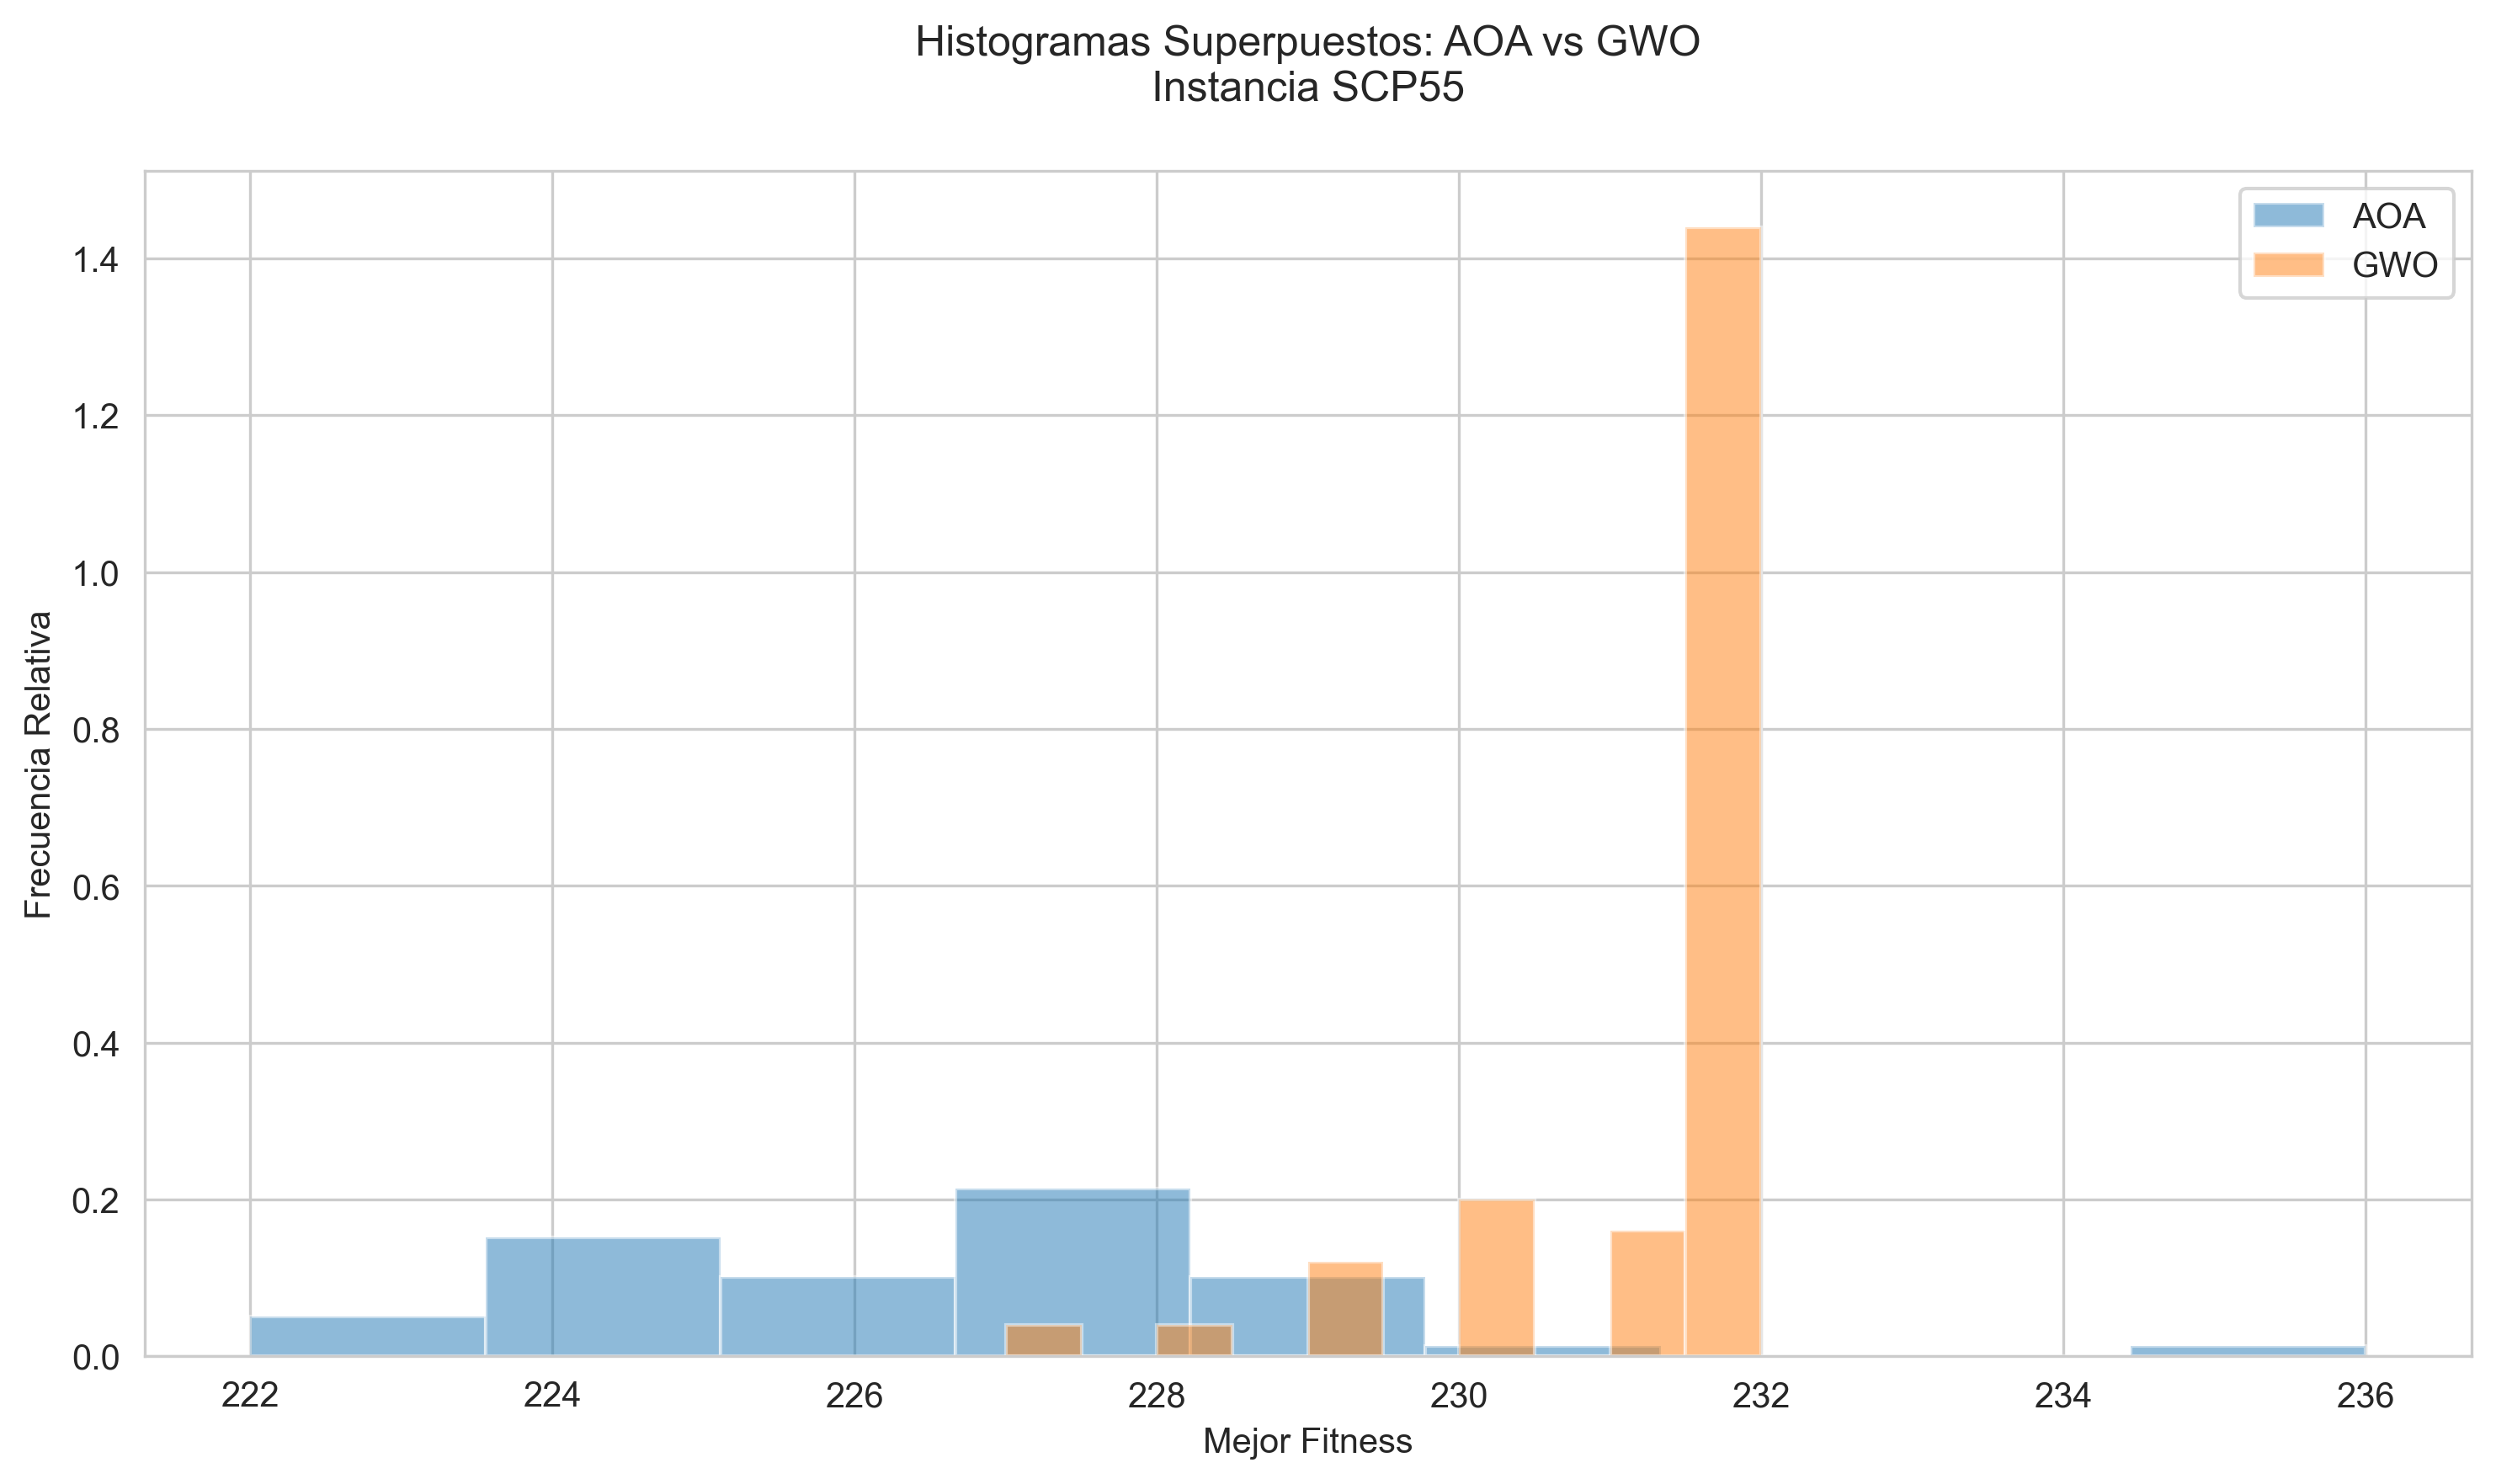 Histogramas Superpuestos: AOA vs GWO
Instancia SCP55
AOA
GWO
1.4
1.2
1.0
0.8
0.6
0.4
0.2
0.0
Frecuencia Relativa
222 224 226 228 230 232 234 236
Mejor Fitness